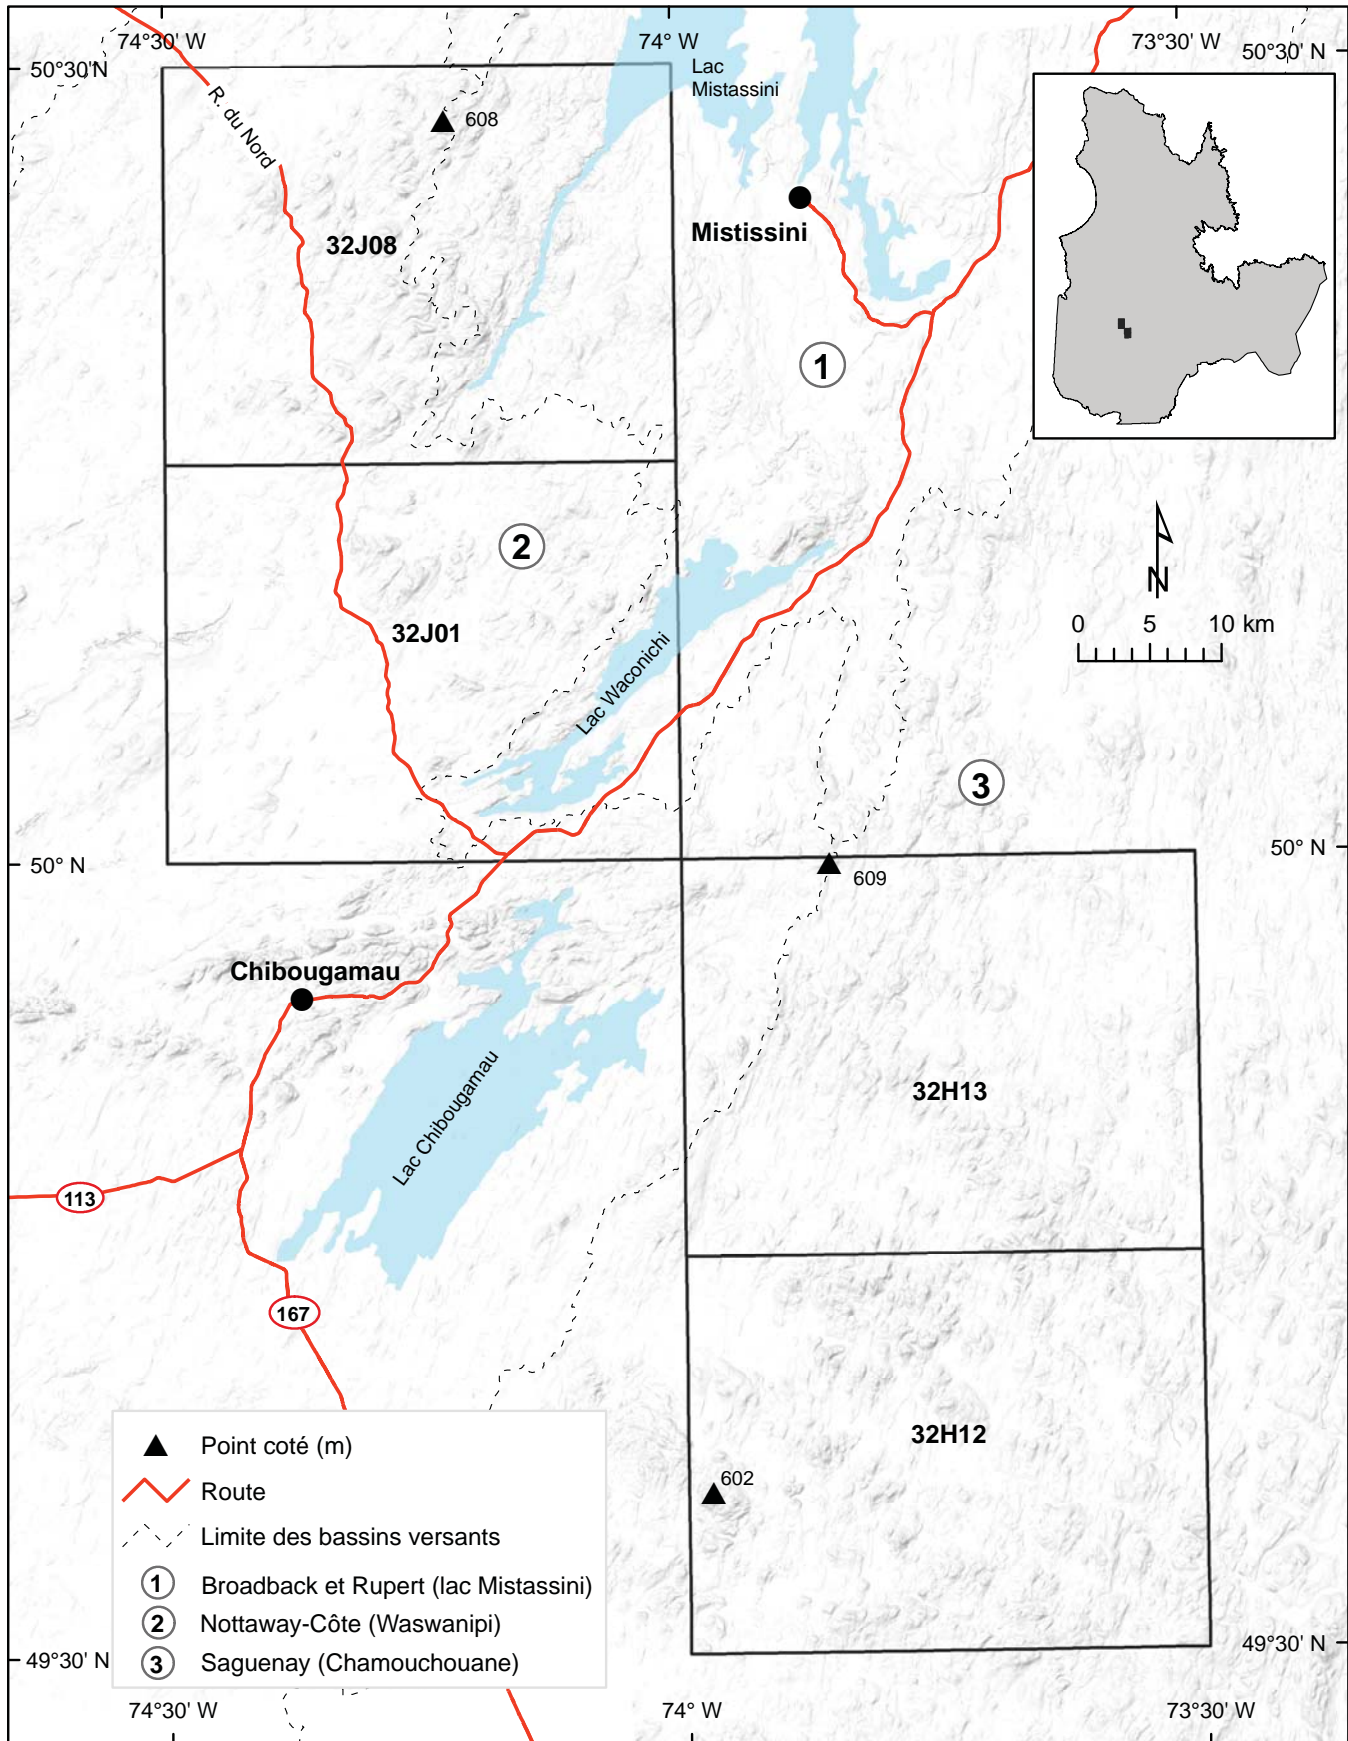 74°30' W
74° W
73°30' W
50°30'N
50°30' N
Lac
Mistassini
R. du Nord
608
32J08
Mistissini
1
2
N
0 5 10 km
32J01
Lac Waconichi
3
50° N
50° N
609
Chibougamau
Lac Chibougamau
32H13
113
167
32H12
602
Point coté (m)
Route
Limite des bassins versants
1 Broadback et Rupert (lac Mistassini)
2 Nottaway-Côte (Waswanipi)
3 Saguenay (Chamouchouane)
49°30' N
49°30' N
74°30' W
74° W
73°30' W